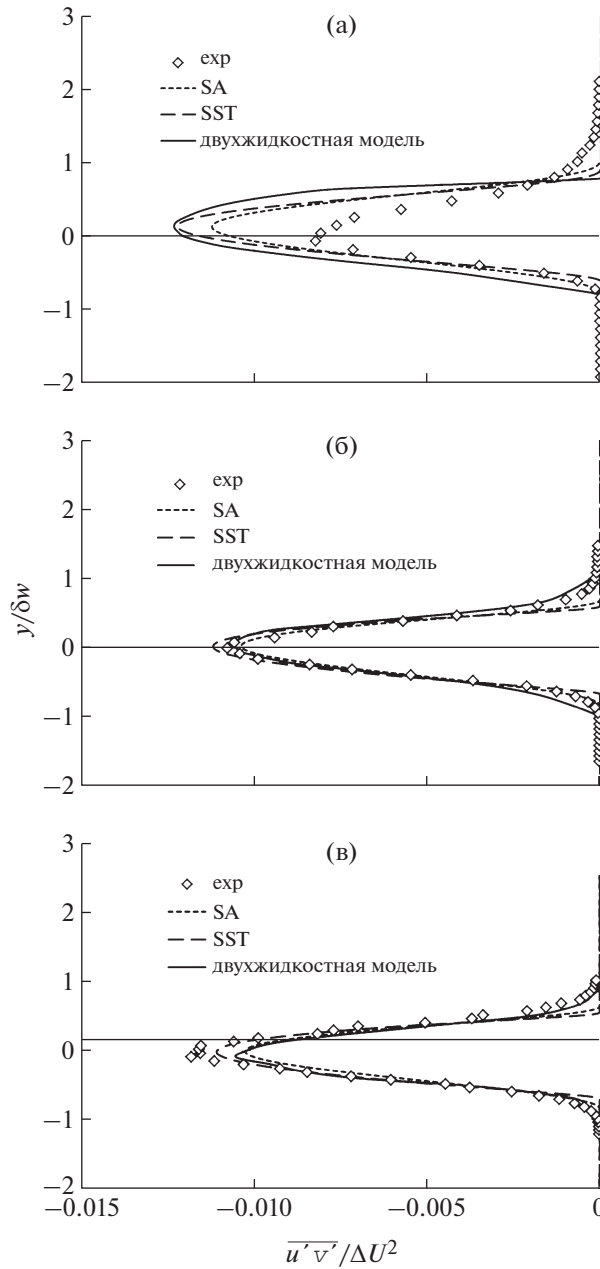 (а)
3
exp
SA
2
SST
двухжидкостная модель
1
0
−1
−2
(б)
3
exp
SA
2
SST
двухжидкостная модель
1
y/δw
0
−1
−2
(в)
3
exp
SA
2
SST
двухжидкостная модель
1
0
−1
−2
−0.015 −0.010 −0.005 0
u′v′/ΔU²